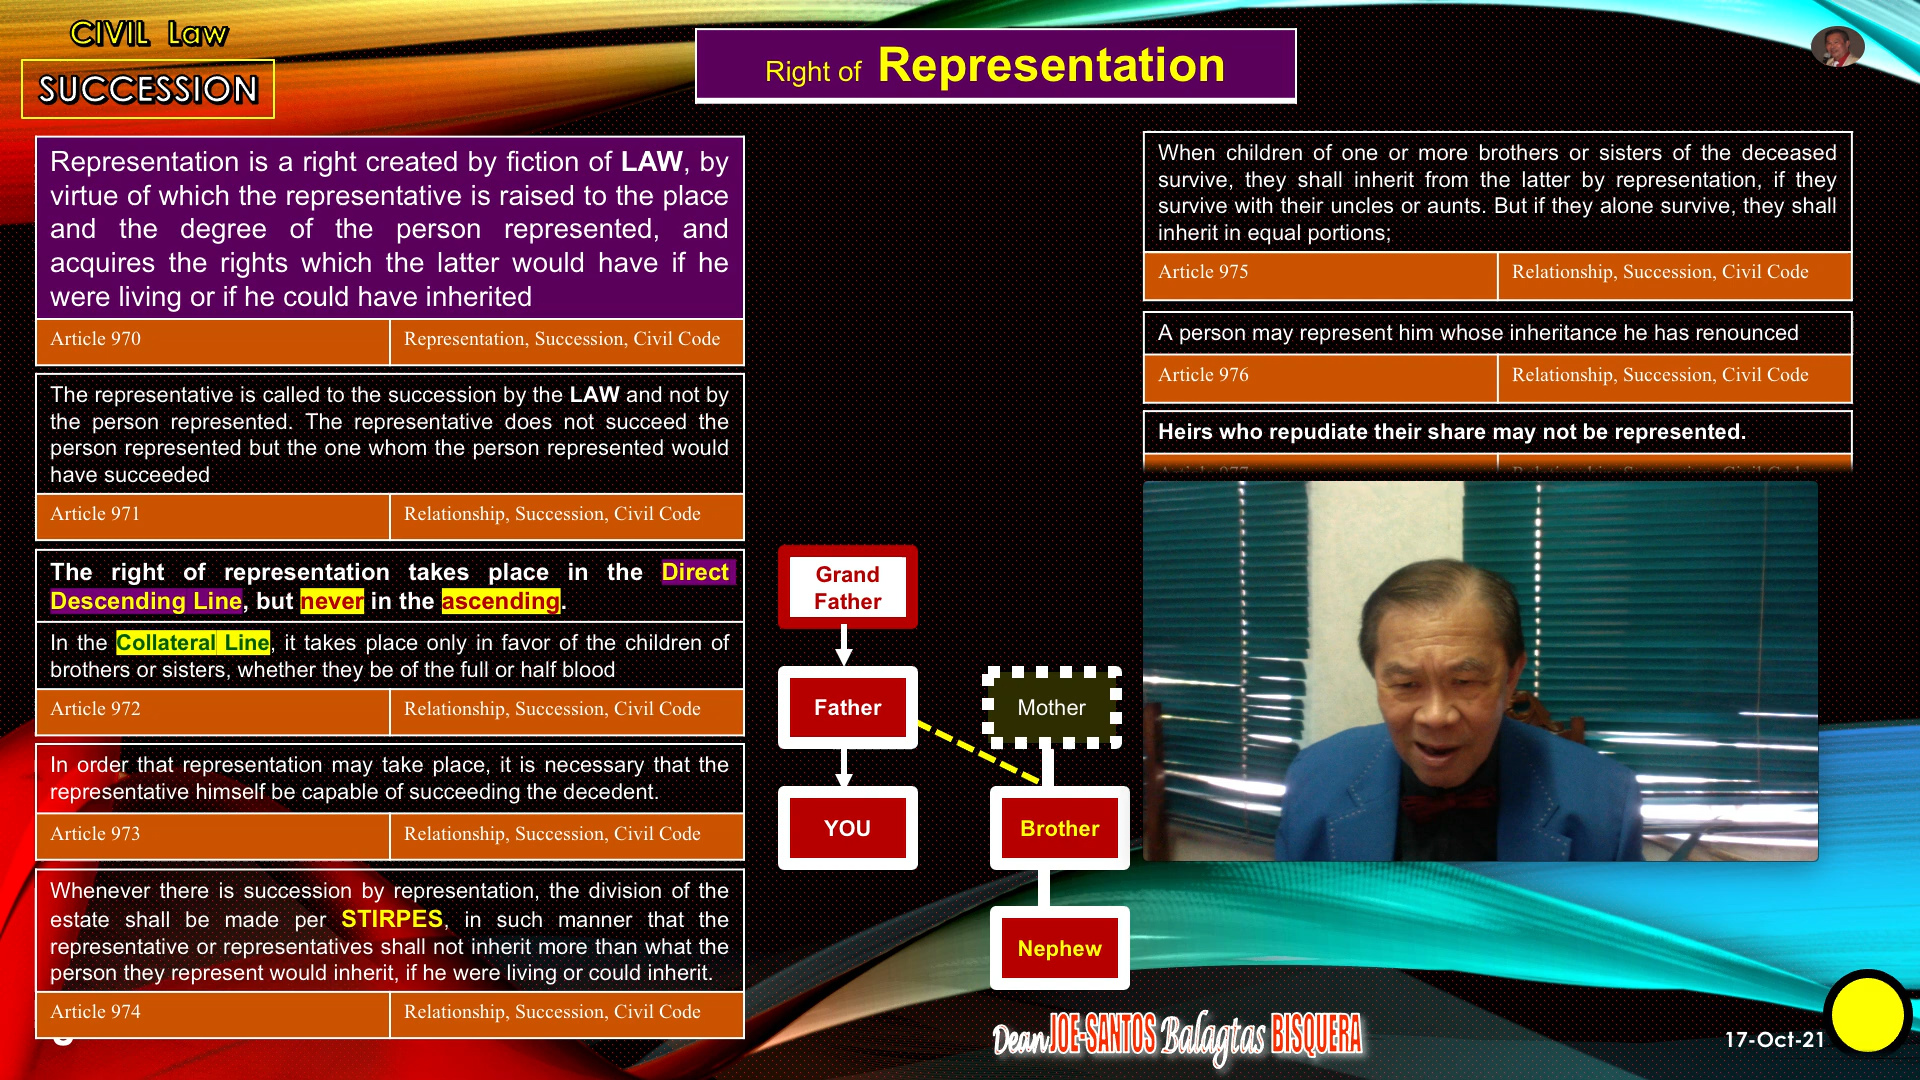 CIVIL Law
SUCCESSION
Right of Representation
Representation is a right created by fiction of LAW, by
virtue of which the representative is raised to the place
and the degree of the person represented, and
acquires the rights which the latter would have if he
were living or if he could have inherited
Article 970 Representation, Succession, Civil Code
The representative is called to the succession by the LAW and not by
the person represented. The representative does not succeed the
person represented but the one whom the person represented would
have succeeded
Article 971 Relationship, Succession, Civil Code
The right of representation takes place in the Direct
Descending Line, but never in the ascending.
In the Collateral Line, it takes place only in favor of the children of
brothers or sisters, whether they be of the full or half blood
Article 972 Relationship, Succession, Civil Code
In order that representation may take place, it is necessary that the
representative himself be capable of succeeding the decedent.
Article 973 Relationship, Succession, Civil Code
Whenever there is succession by representation, the division of the
estate shall be made per STIRPES, in such manner that the
representative or representatives shall not inherit more than what the
person they represent would inherit, if he were living or could inherit.
Article 974 Relationship, Succession, Civil Code
Grand
Father
Father
Mother
YOU
Brother
Nephew
When children of one or more brothers or sisters of the deceased
survive, they shall inherit from the latter by representation, if they
survive with their uncles or aunts. But if they alone survive, they shall
inherit in equal portions;
Article 975 Relationship, Succession, Civil Code
A person may represent him whose inheritance he has renounced
Article 976 Relationship, Succession, Civil Code
Heirs who repudiate their share may not be represented.
Article 977 Relationship, Succession, Civil Code
Dean JOE-SANTOS Balagtas BISQUERA
17-Oct-21